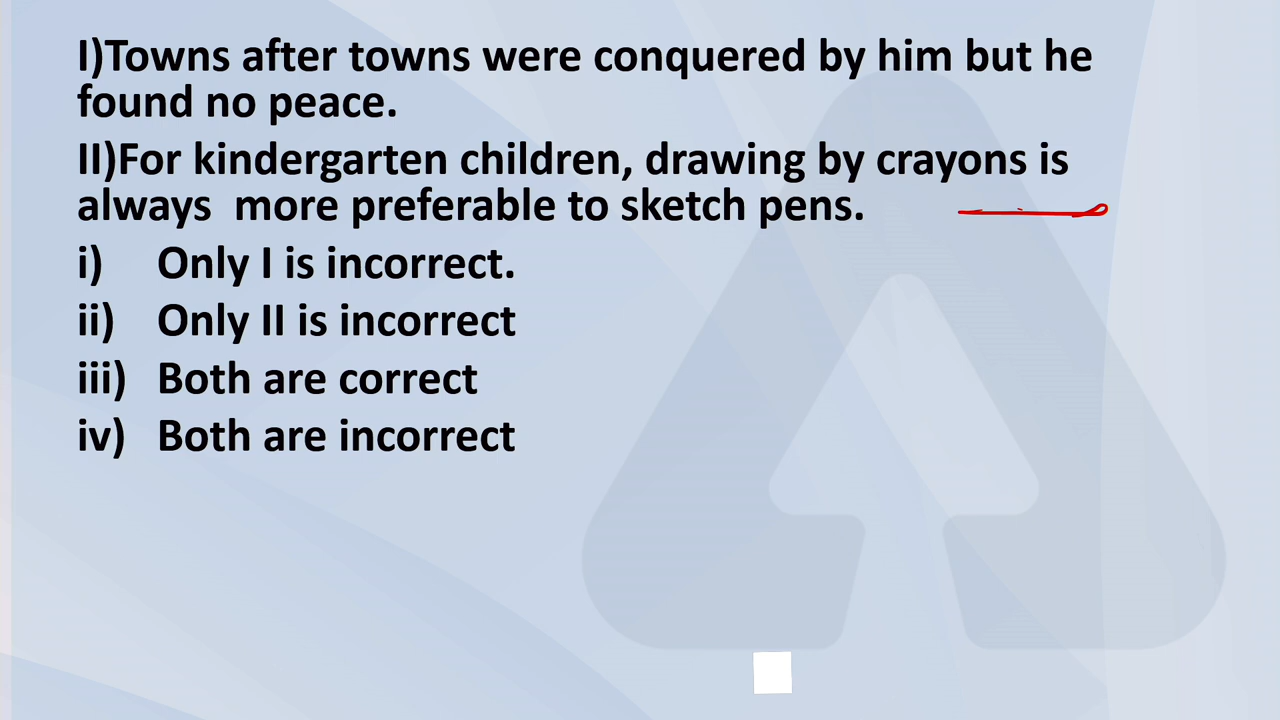 I)Towns after towns were conquered by him but he
found no peace.
II)For kindergarten children, drawing by crayons is
always  more preferable to sketch pens.
i) Only I is incorrect.
ii) Only II is incorrect
iii) Both are correct
iv) Both are incorrect